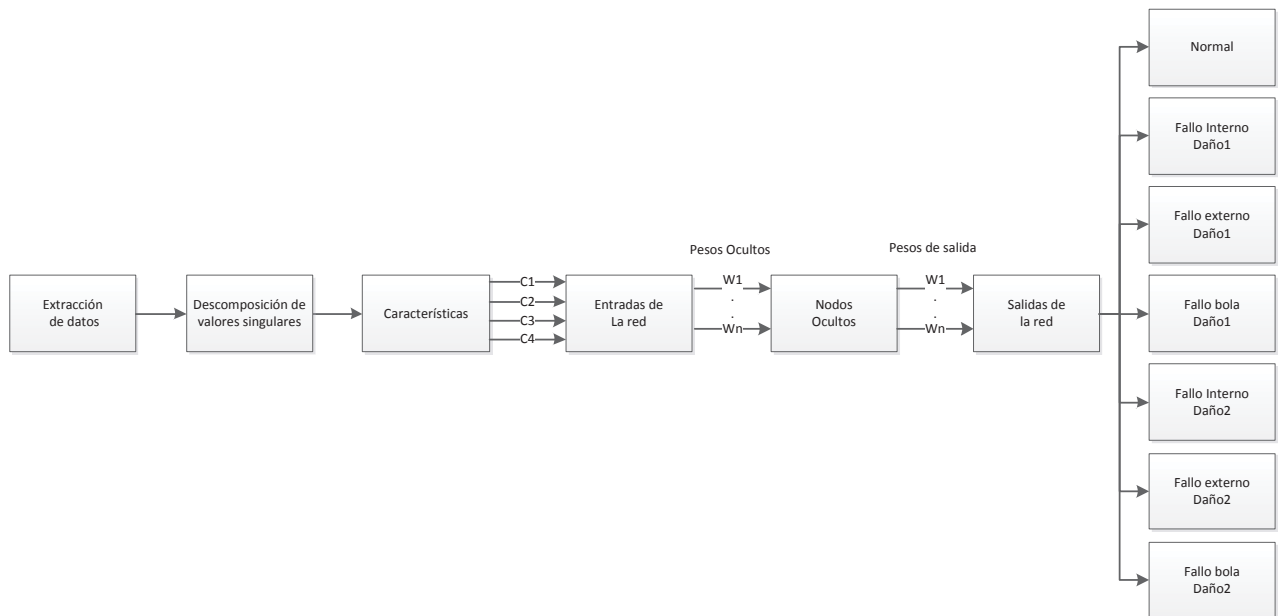 Extracción
de datos
Descomposición de
valores singulares
Características
C1
C2
C3
C4
Entradas de
La red
Pesos Ocultos
W1
.
.
Wn
Nodos
Ocultos
Pesos de salida
W1
.
.
Wn
Salidas de
la red
Normal
Fallo Interno
Daño1
Fallo externo
Daño1
Fallo bola
Daño1
Fallo Interno
Daño2
Fallo externo
Daño2
Fallo bola
Daño2